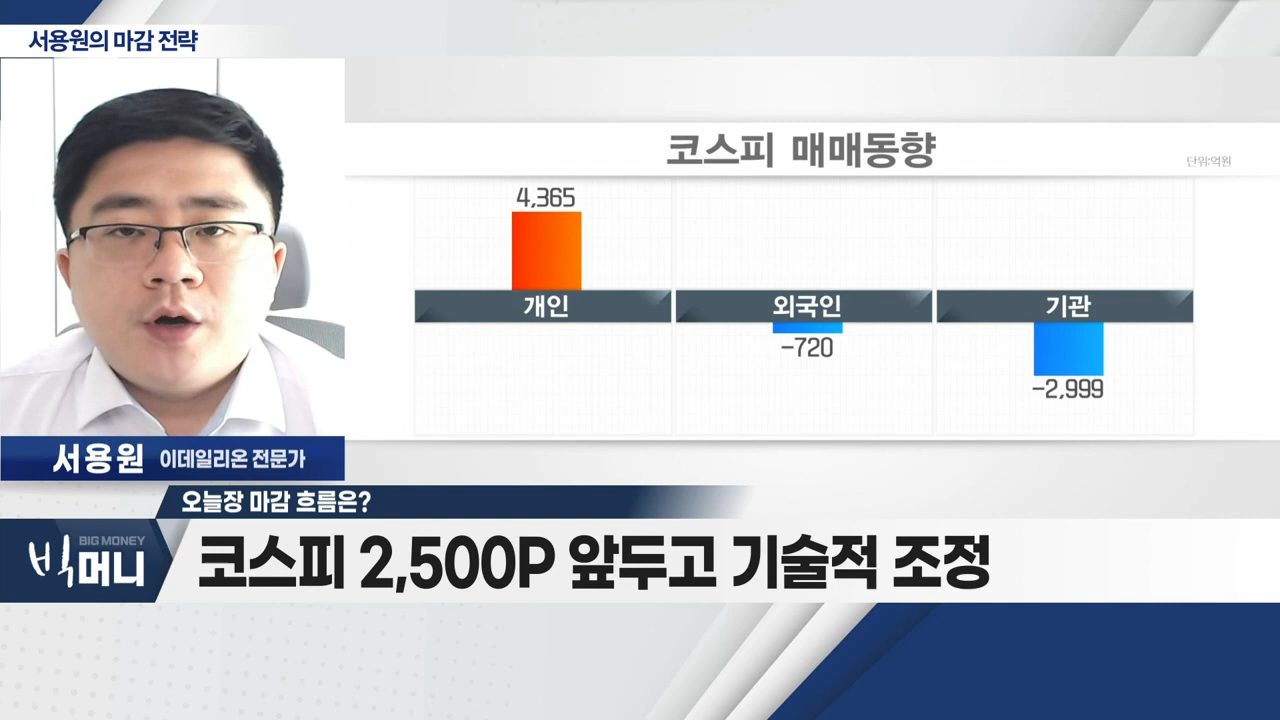 서용원의 마감 전략
코스피 매매동향
단위:억원
4,365
개인
외국인
기관
-720
-2,999
서용원 이데일리온 전문가
오늘장 마감 흐름은?
BIG MONEY
빅머니
코스피 2,500P 앞두고 기술적 조정